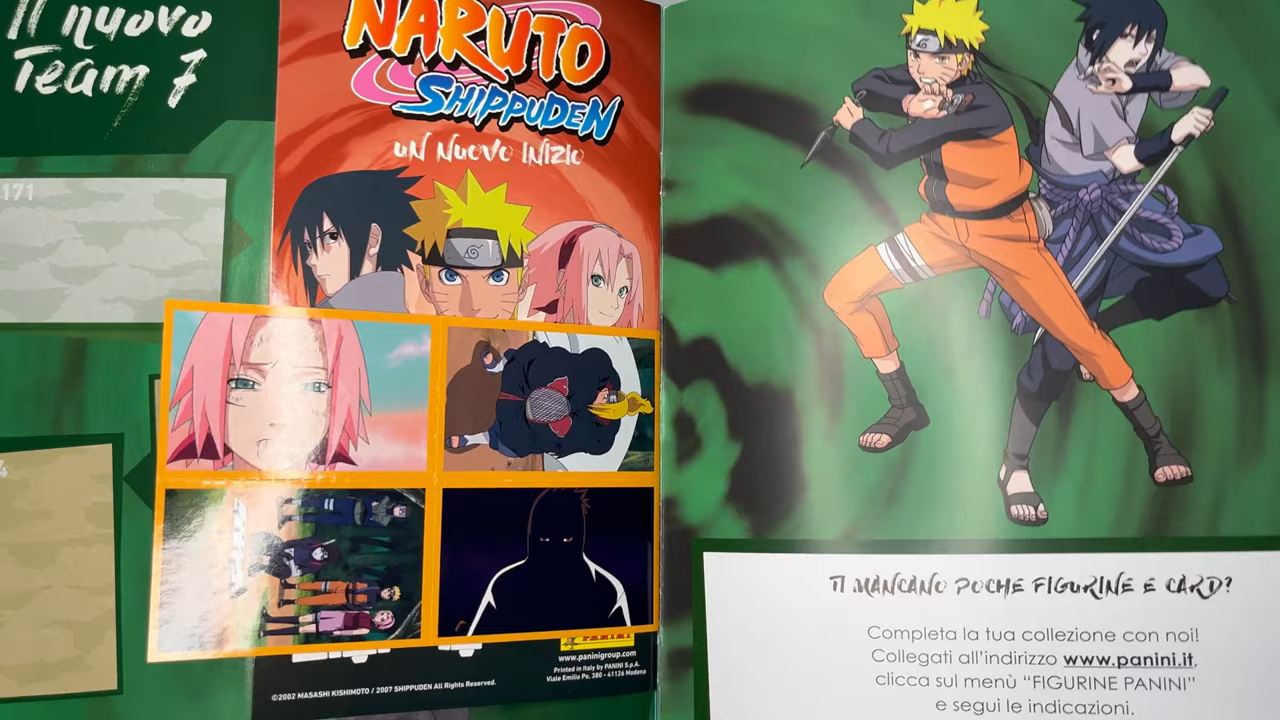 Il nuovo
Team 7
171
4
NARUTO
SHIPPUDEN
UN NUOVO INIZIO
PANINI
www.paninigroup.com
Printed in Italy by PANINI S.p.A.
Viale Emilio Po, 380 - 41126 Modena
©2002 MASASHI KISHIMOTO / 2007 SHIPPUDEN All Rights Reserved.
TI MANCANO POCHE FIGURINE E CARD?
Completa la tua collezione con noi!
Collegati all'indirizzo www.panini.it,
clicca sul menù "FIGURINE PANINI"
e segui le indicazioni.